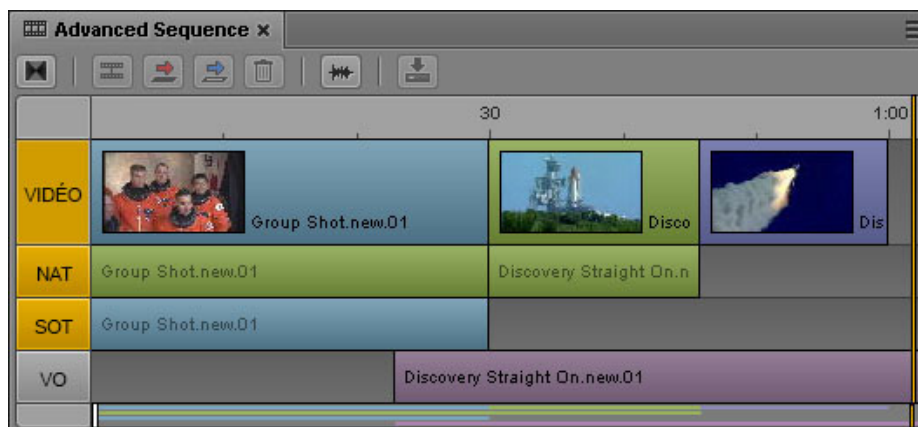 Advanced Sequence ×
30 1:00
VIDÉO Group Shot.new.01 Disco Dis
NAT Group Shot.new.01 Discovery Straight On.n
SOT Group Shot.new.01
VO Discovery Straight On.new.01